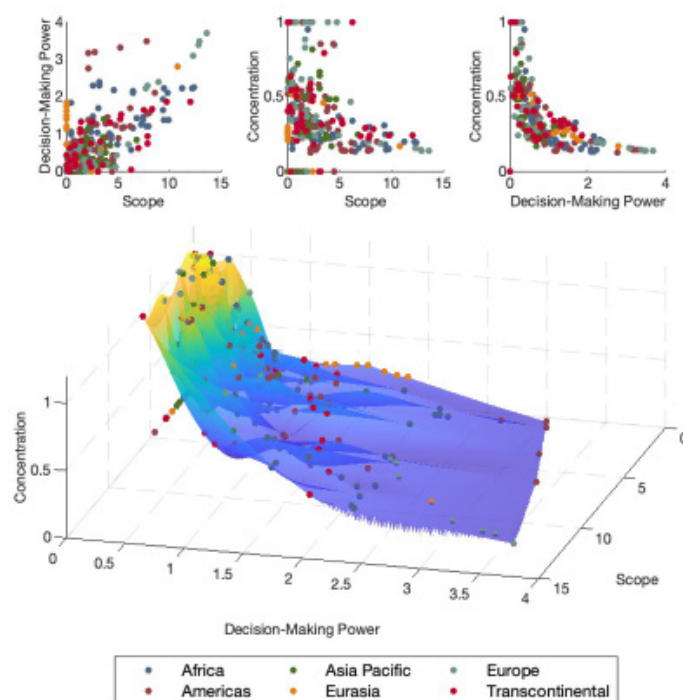 4
3
2
1
0
Decision-Making Power
0 5 10 15
Scope
1
0.5
0
Concentration
0 5 10 15
Scope
1
0.5
0
Concentration
0 2 4
Decision-Making Power
1
0.5
0
Concentration
0 0.5 1 1.5 2 2.5 3 3.5 4
Decision-Making Power
5
10
15
Scope
Africa Asia Pacific Europe
Americas Eurasia Transcontinental